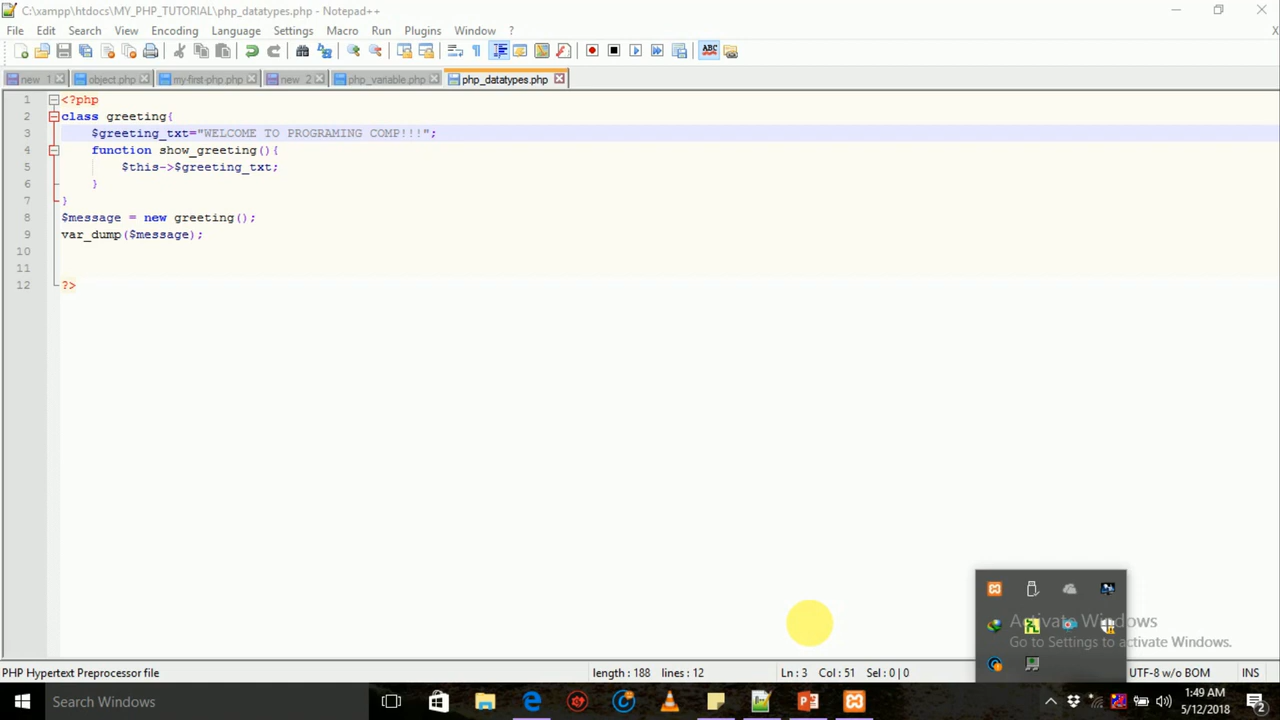 C:\xampp\htdocs\MY_PHP_TUTORIAL\php_datatypes.php - Notepad++
File Edit Search View Encoding Language Settings Macro Run Plugins Window ?
ABC
new 1 object.php my-first-php.php new 2 php_variable.php php_datatypes.php
1 <?php
2 class greeting{
3 $greeting_txt="WELCOME TO PROGRAMING COMP!!!";
4 function show_greeting(){
5 $this->$greeting_txt;
6 }
7 }
8 $message = new greeting();
9 var_dump($message);
10
11
12 ?>
Activate Windows
Go to Settings to activate Windows.
PHP Hypertext Preprocessor file length : 188 lines : 12 Ln : 3 Col : 51 Sel : 0 | 0 UTF-8 w/o BOM INS
Search Windows
1:49 AM
5/12/2018
2